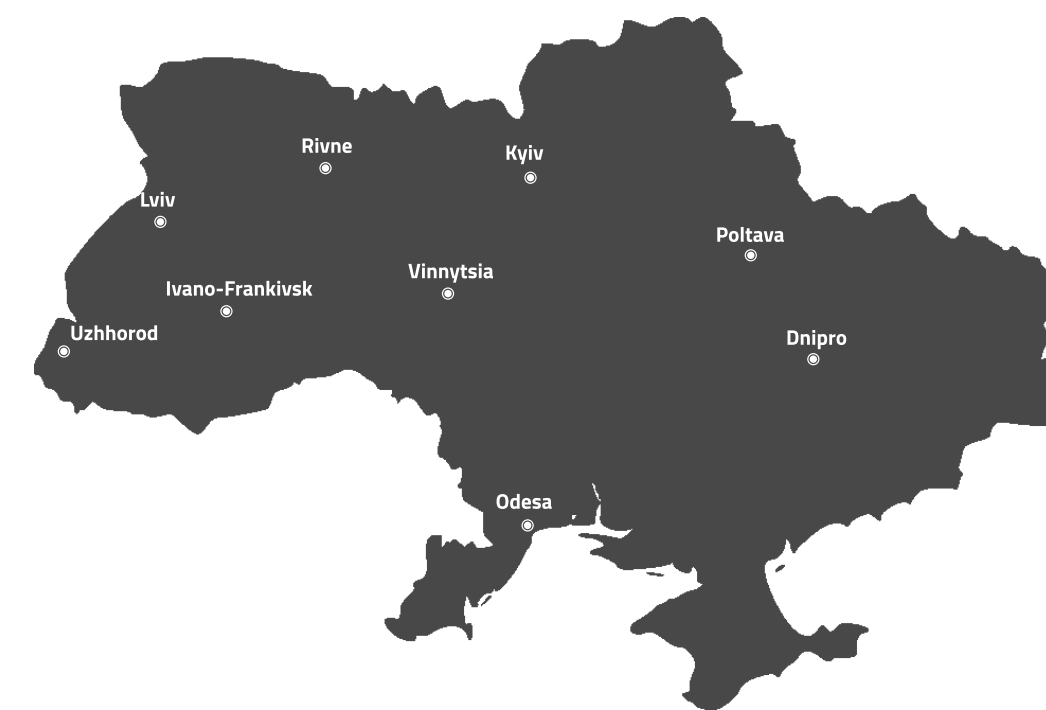 Rivne
Kyiv
Lviv
Poltava
Vinnytsia
Ivano-Frankivsk
Uzhhorod
Dnipro
Odesa